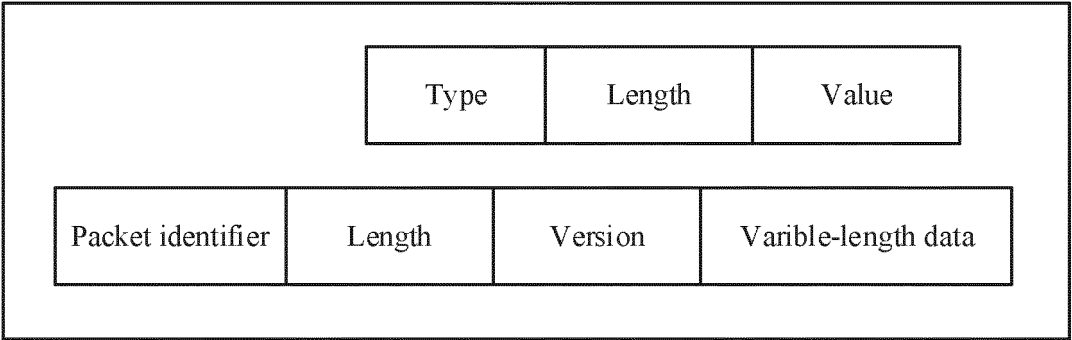 Type Length Value
Packet identifier Length Version Varible-length data